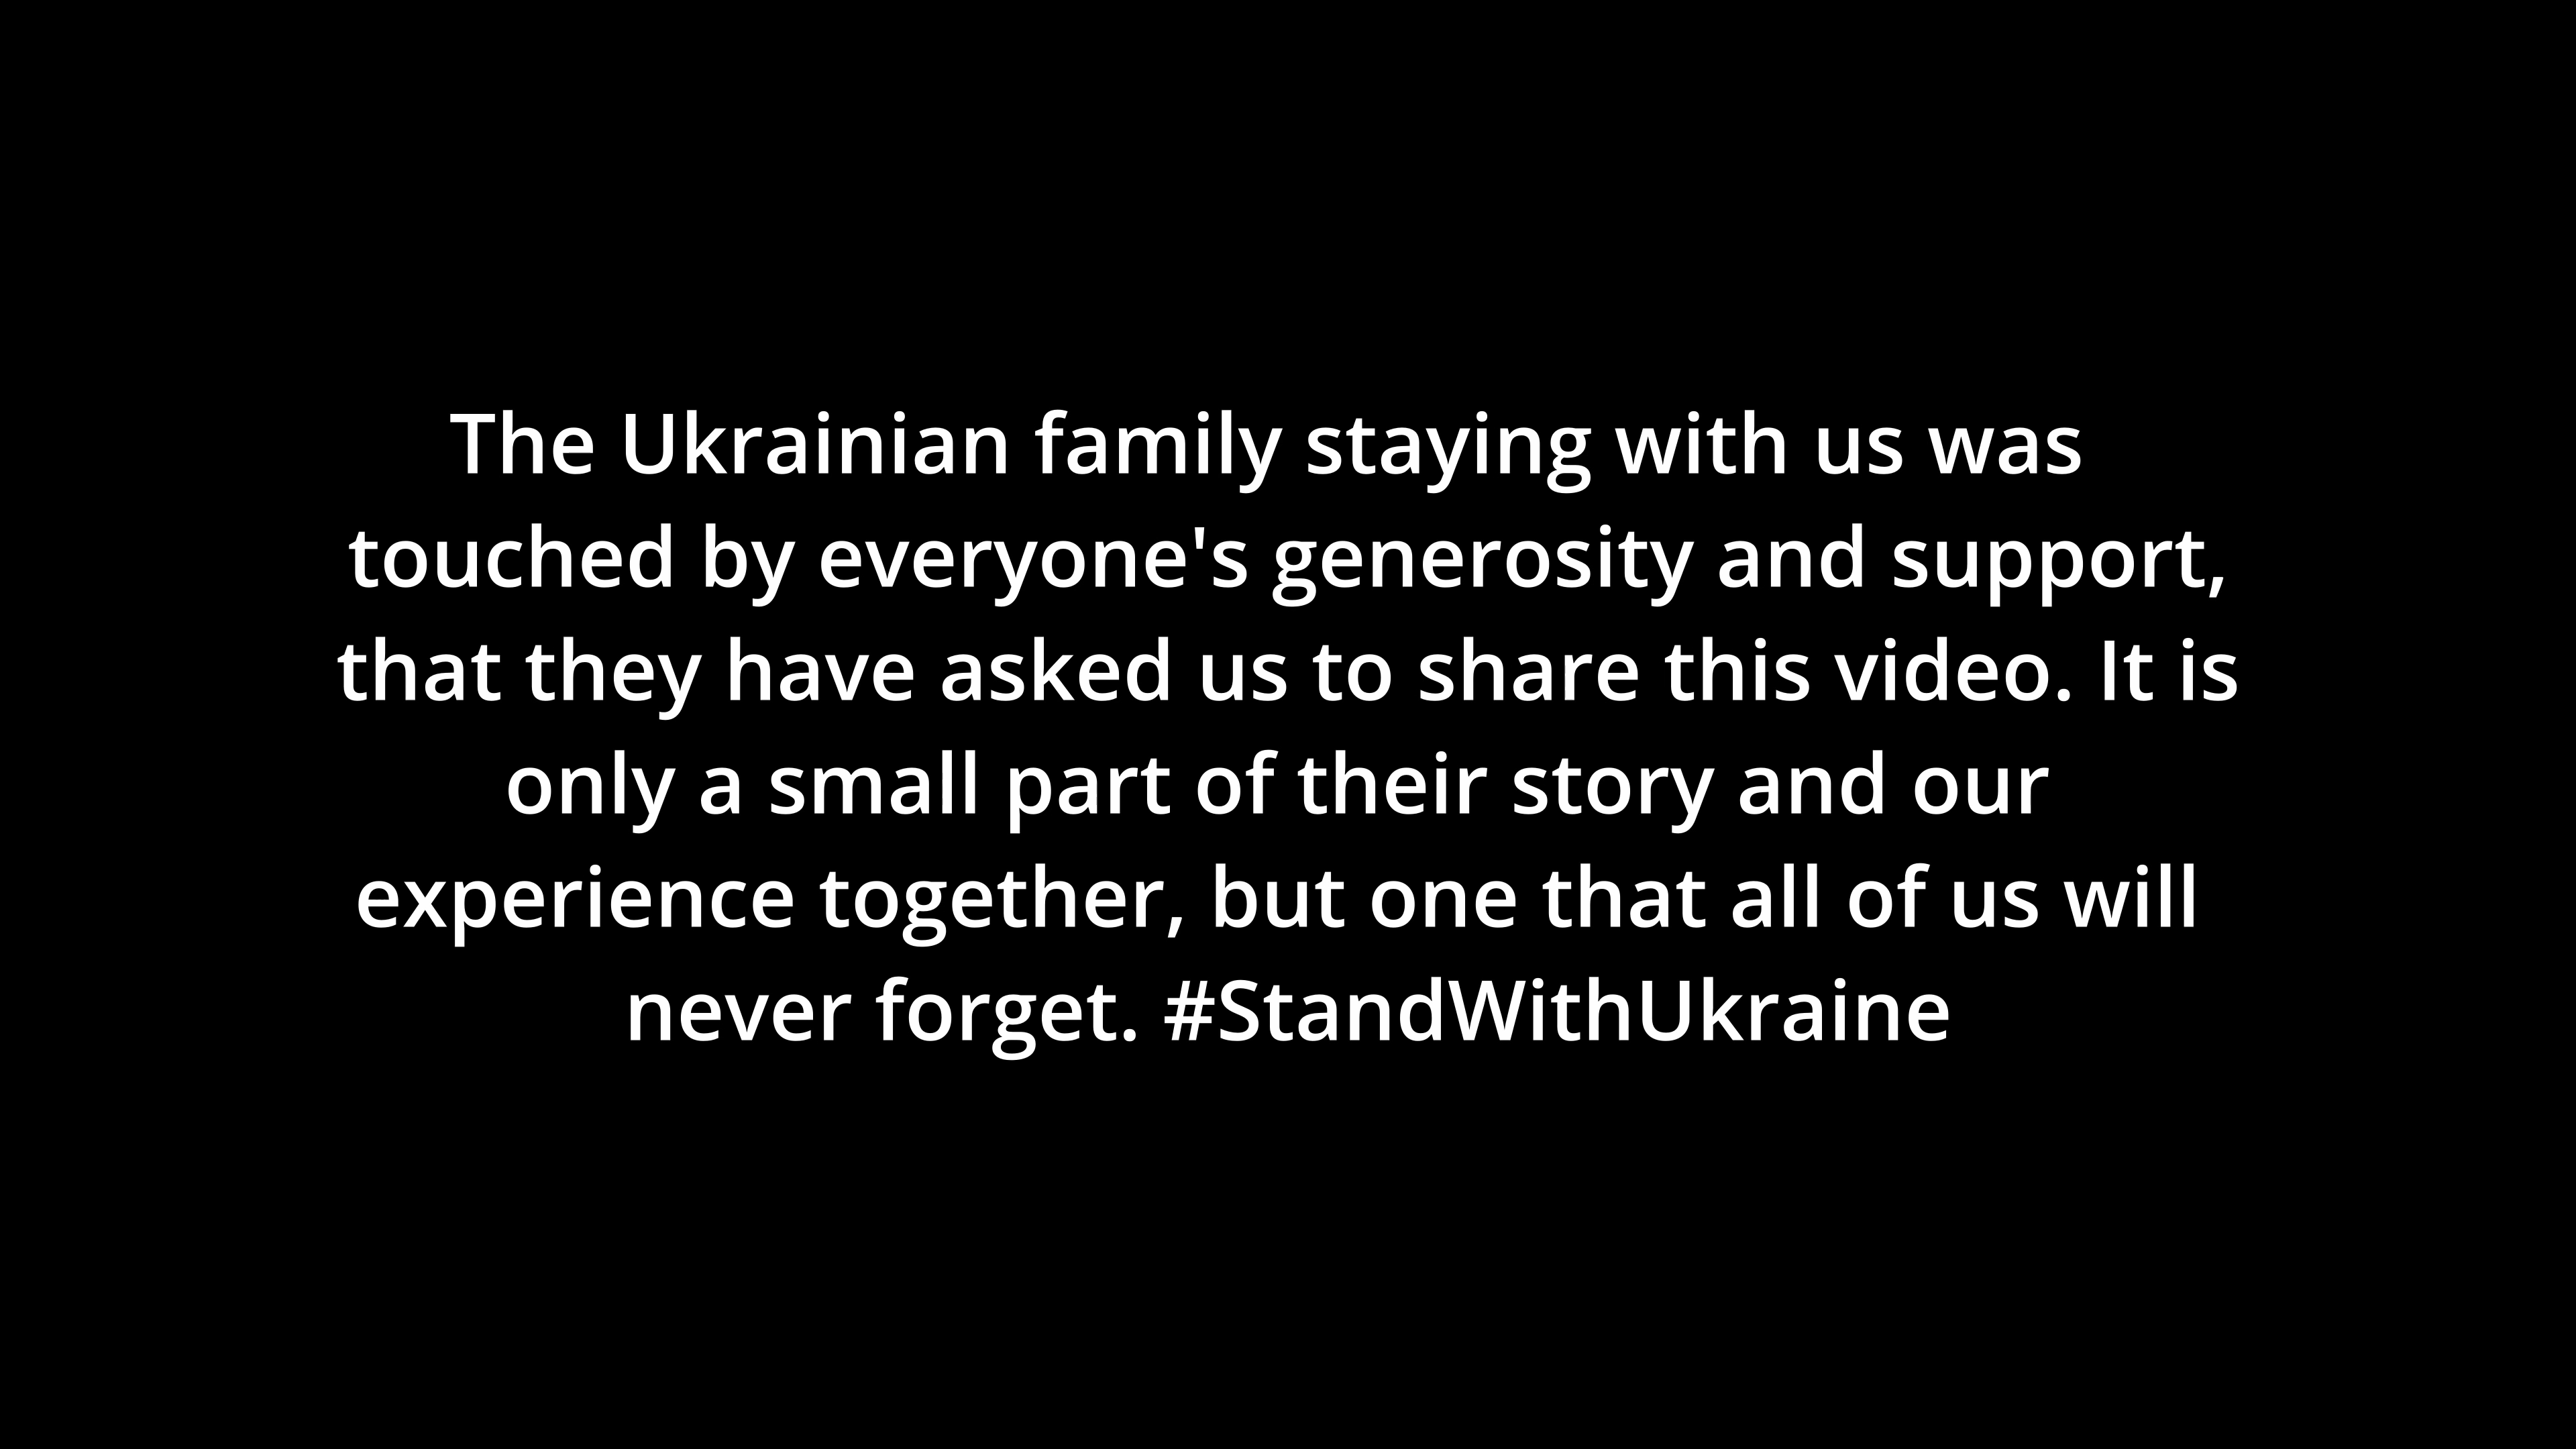 The Ukrainian family staying with us was
touched by everyone's generosity and support,
that they have asked us to share this video. It is
only a small part of their story and our
experience together, but one that all of us will
never forget. #StandWithUkraine